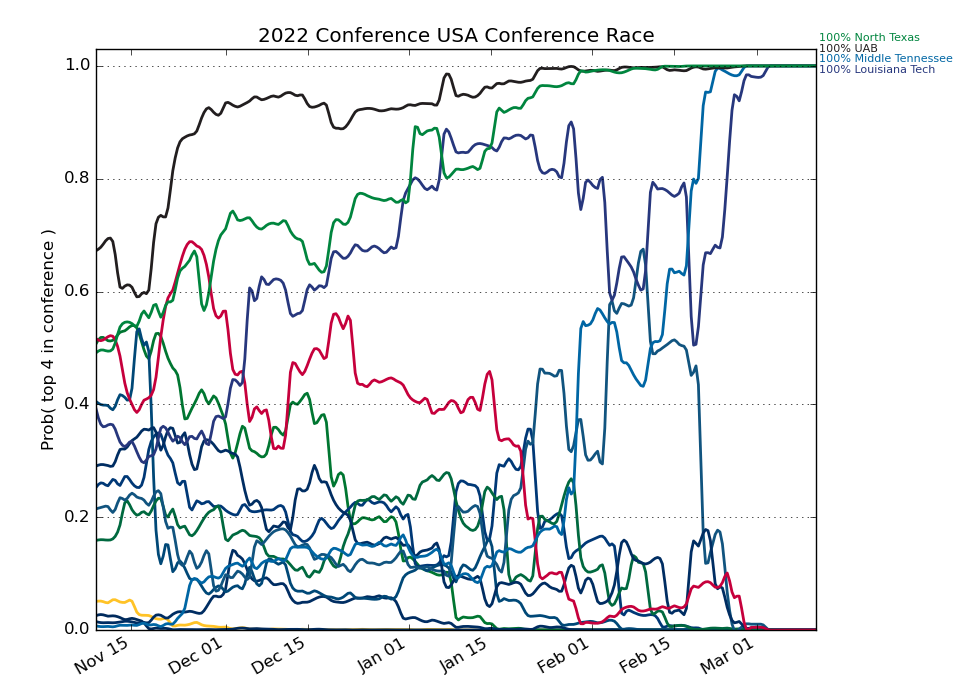 2022 Conference USA Conference Race
100% North Texas
100% UAB
100% Middle Tennessee
100% Louisiana Tech
Prob( top 4 in conference )
1.0
0.8
0.6
0.4
0.2
0.0
Nov 15
Dec 01
Dec 15
Jan 01
Jan 15
Feb 01
Feb 15
Mar 01